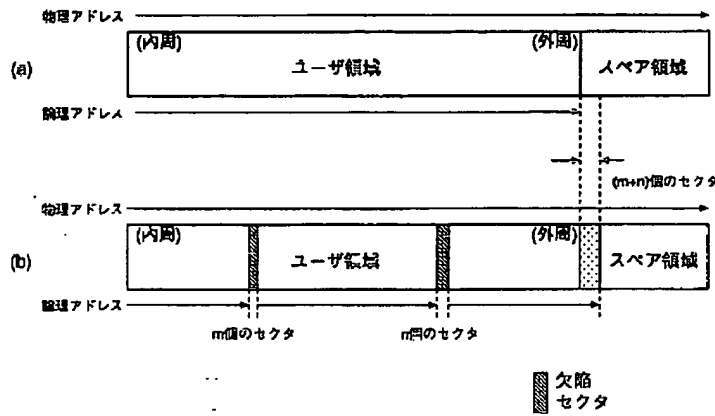 物理アドレス
(a)
(内周)
ユーザ領域
(外周)
スペア領域
論理アドレス
(m+n)個のセクタ
物理アドレス
(b)
(内周)
ユーザ領域
(外周)
スペア領域
論理アドレス
m個のセクタ
m個のセクタ
欠陥
セクタ